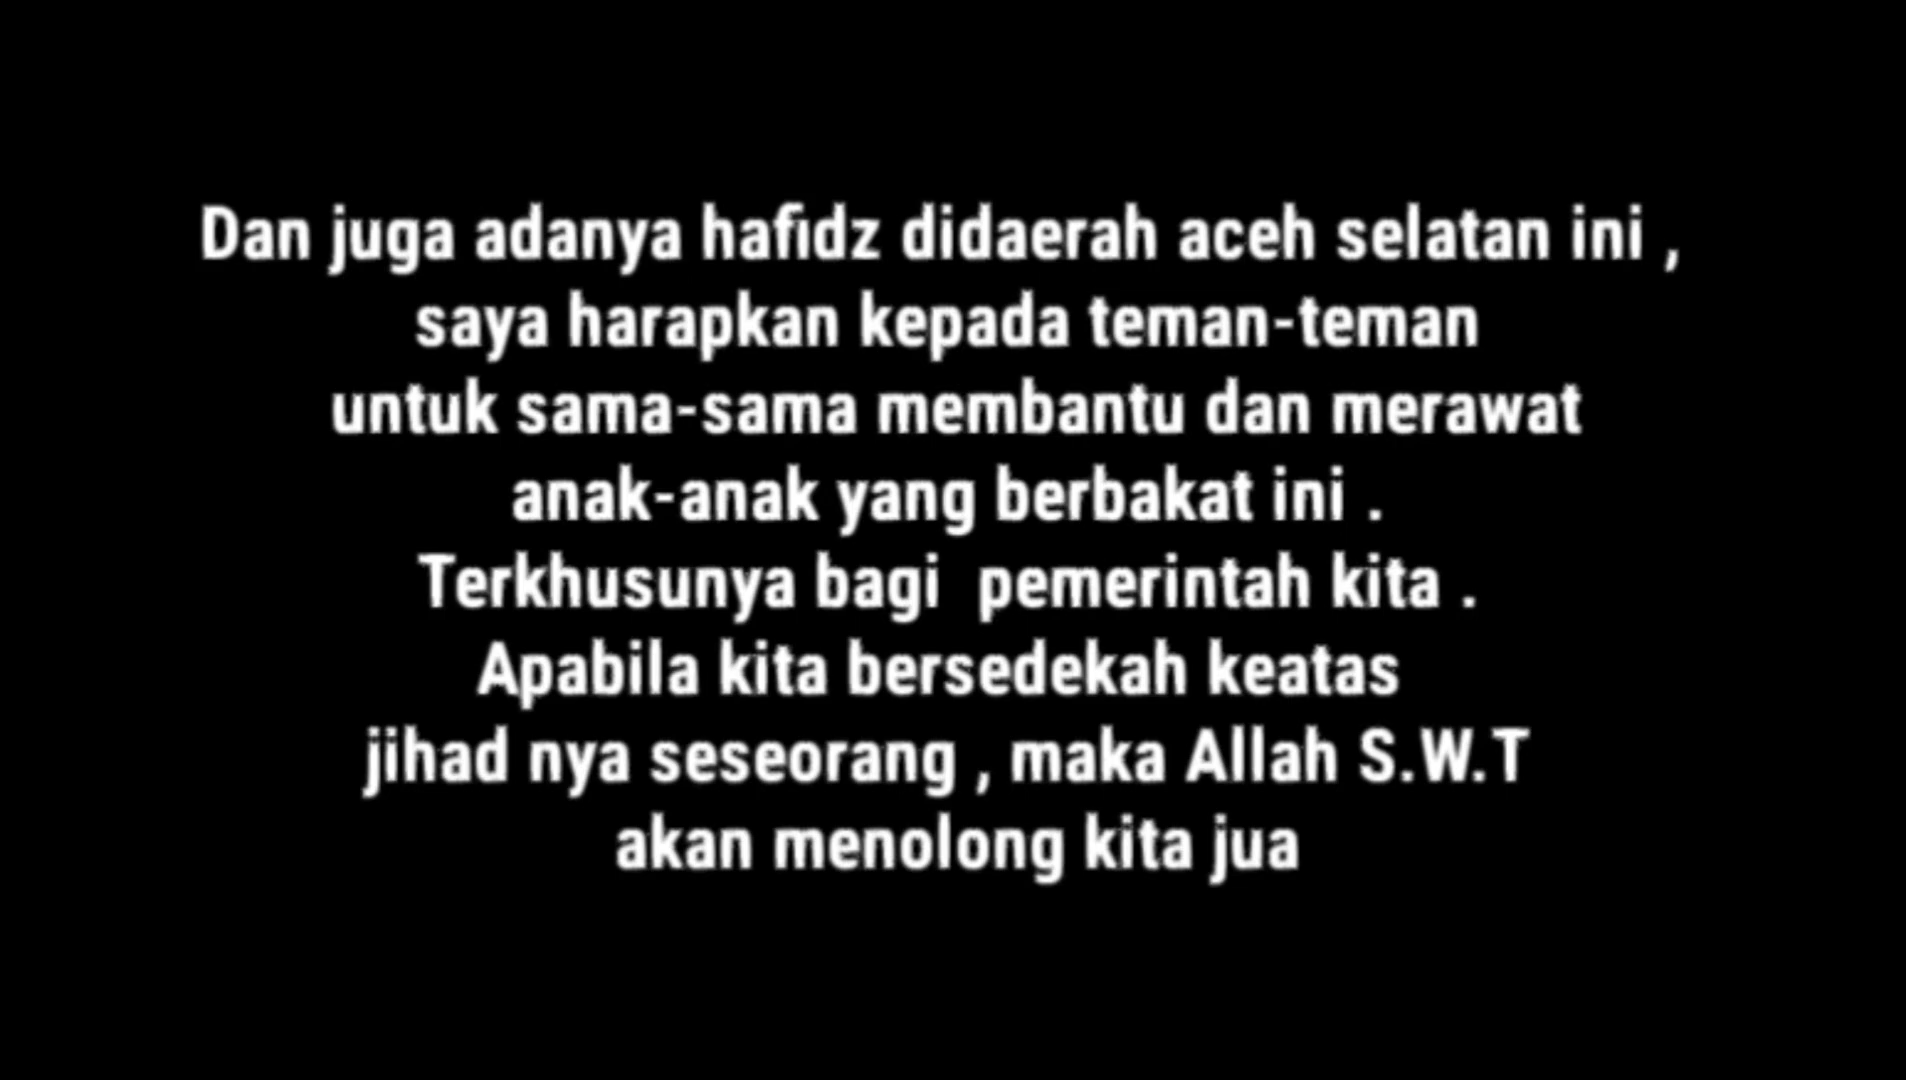 Dan juga adanya hafidz didaerah aceh selatan ini ,
saya harapkan kepada teman-teman
untuk sama-sama membantu dan merawat
anak-anak yang berbakat ini .
Terkhusunya bagi  pemerintah kita .
Apabila kita bersedekah keatas
jihad nya seseorang , maka Allah S.W.T
akan menolong kita jua